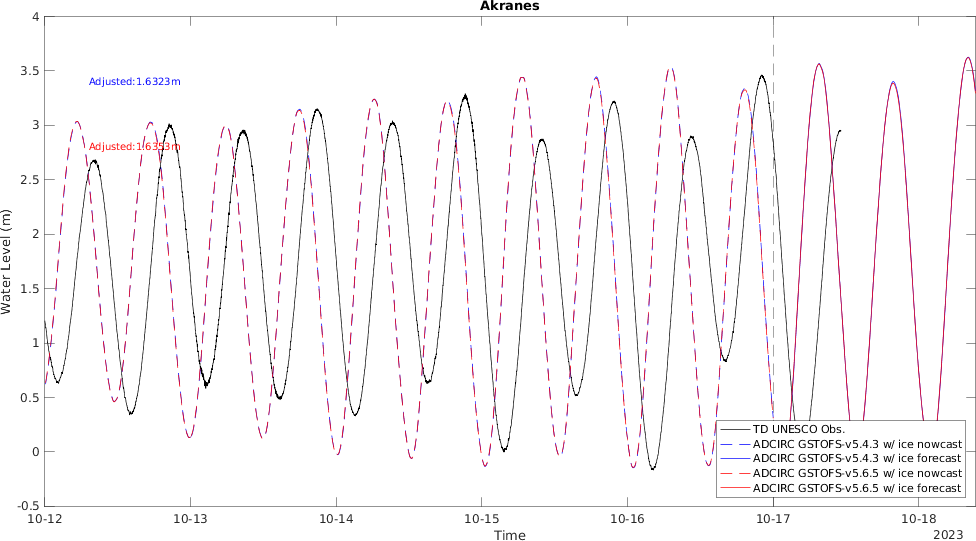 Akranes
4
3.5
3
2.5
2
1.5
1
0.5
0
-0.5
Water Level (m)
Adjusted:1.6323m
Adjusted:1.6353m
TD UNESCO Obs.
ADCIRC GSTOFS-v5.4.3 w/ ice nowcast
ADCIRC GSTOFS-v5.4.3 w/ ice forecast
ADCIRC GSTOFS-v5.6.5 w/ ice nowcast
ADCIRC GSTOFS-v5.6.5 w/ ice forecast
10-12 10-13 10-14 10-15 10-16 10-17 10-18
Time
2023